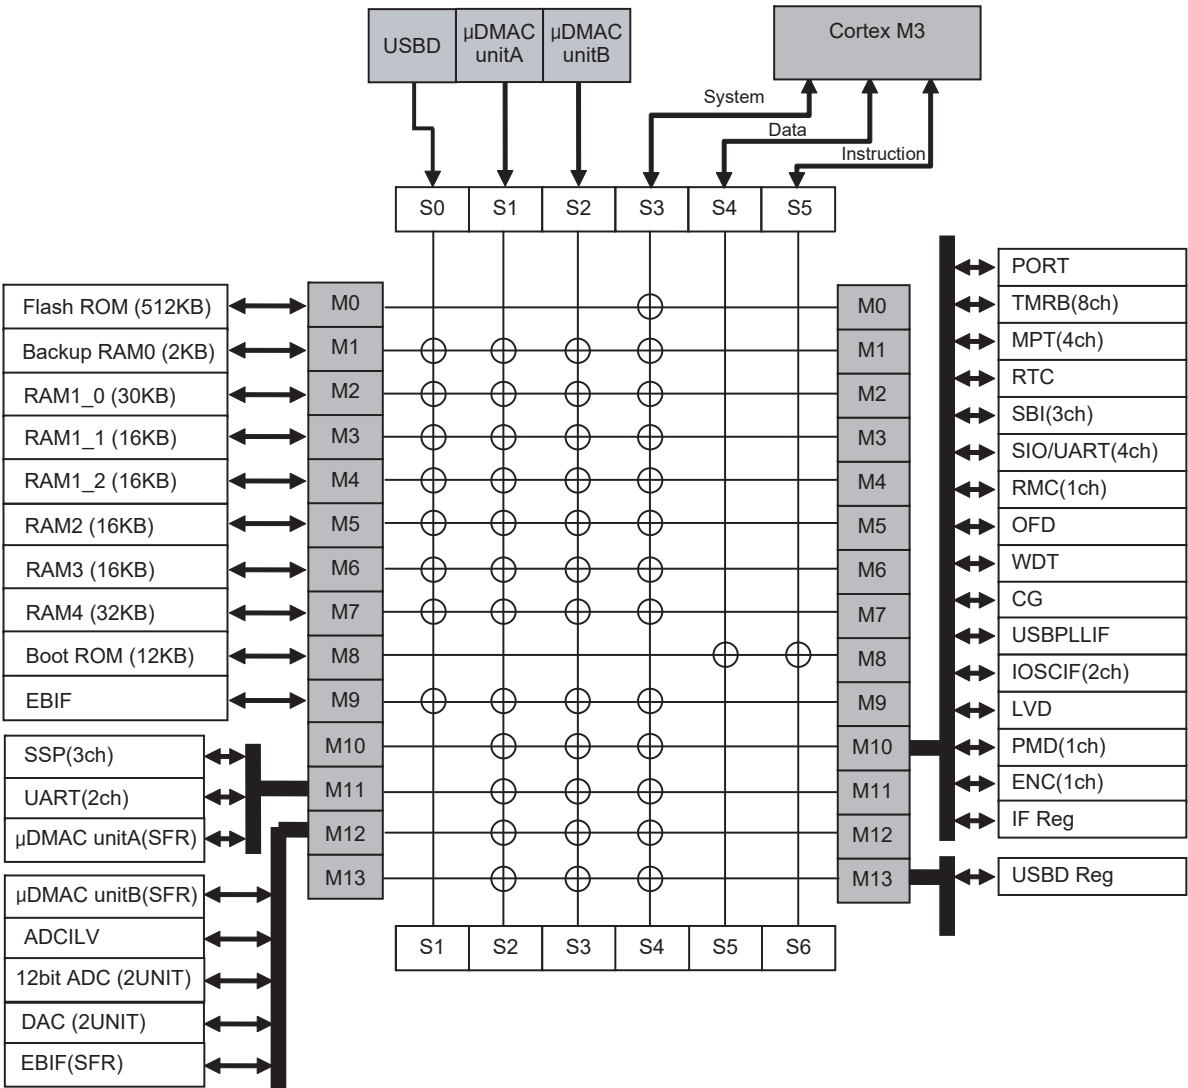 USBD
µDMAC
unitA
µDMAC
unitB
Cortex M3
System
Data
Instruction
S0
S1
S2
S3
S4
S5
Flash ROM (512KB)
Backup RAM0 (2KB)
RAM1_0 (30KB)
RAM1_1 (16KB)
RAM1_2 (16KB)
RAM2 (16KB)
RAM3 (16KB)
RAM4 (32KB)
Boot ROM (12KB)
EBIF
SSP(3ch)
UART(2ch)
µDMAC unitA(SFR)
µDMAC unitB(SFR)
ADCILV
12bit ADC (2UNIT)
DAC (2UNIT)
EBIF(SFR)
M0
M1
M2
M3
M4
M5
M6
M7
M8
M9
M10
M11
M12
M13
M0
M1
M2
M3
M4
M5
M6
M7
M8
M9
M10
M11
M12
M13
PORT
TMRB(8ch)
MPT(4ch)
RTC
SBI(3ch)
SIO/UART(4ch)
RMC(1ch)
OFD
WDT
CG
USBPLLIF
IOSCIF(2ch)
LVD
PMD(1ch)
ENC(1ch)
IF Reg
USBD Reg
S1
S2
S3
S4
S5
S6